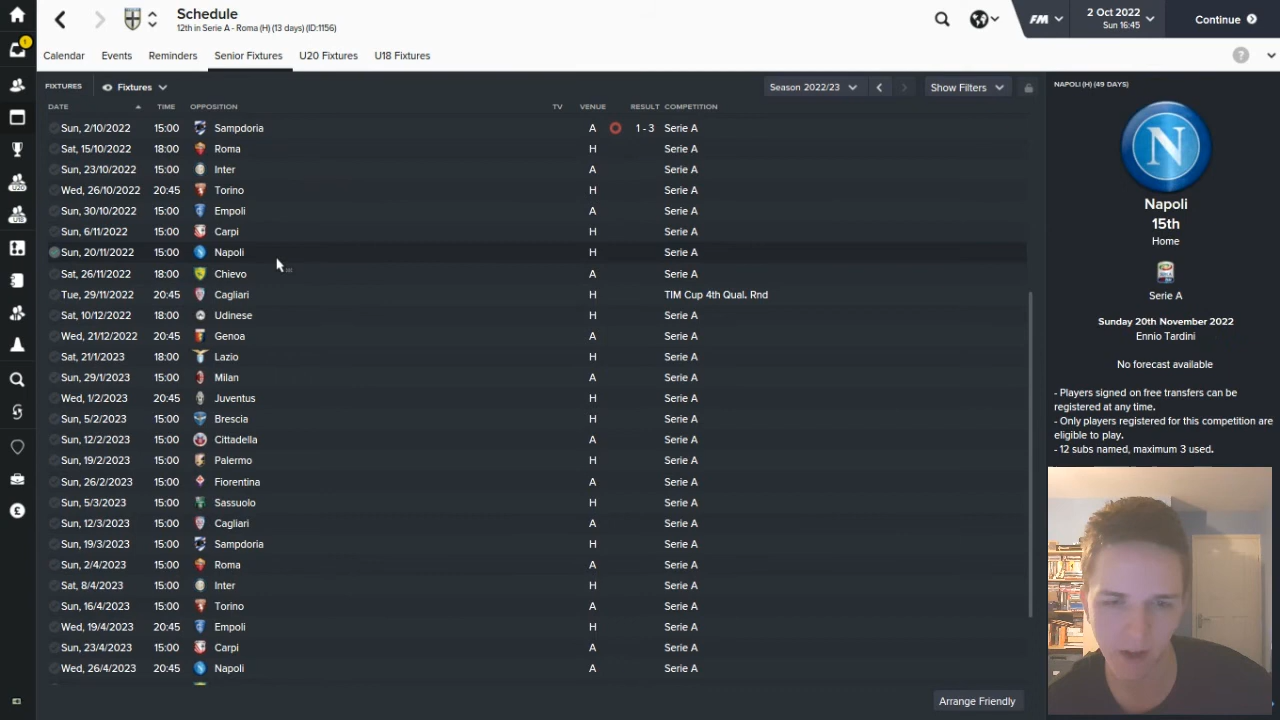 Schedule
12th in Serie A - Roma (H) (13 days) (ID:1156)
FM
2 Oct 2022
Sun 16:45
Continue
1
Calendar Events Reminders Senior Fixtures U20 Fixtures U18 Fixtures
?
FIXTURES Fixtures Season 2022/23 Show Filters
DATE TIME OPPOSITION TV VENUE RESULT COMPETITION
Sun, 2/10/2022 15:00 Sampdoria A 1 - 3 Serie A
Sat, 15/10/2022 18:00 Roma H Serie A
Sun, 23/10/2022 15:00 Inter A Serie A
Wed, 26/10/2022 20:45 Torino H Serie A
Sun, 30/10/2022 15:00 Empoli A Serie A
Sun, 6/11/2022 15:00 Carpi H Serie A
Sun, 20/11/2022 15:00 Napoli H Serie A
Sat, 26/11/2022 18:00 Chievo A Serie A
Tue, 29/11/2022 20:45 Cagliari H TIM Cup 4th Qual. Rnd
Sat, 10/12/2022 18:00 Udinese H Serie A
Wed, 21/12/2022 20:45 Genoa A Serie A
Sat, 21/1/2023 18:00 Lazio H Serie A
Sun, 29/1/2023 15:00 Milan A Serie A
Wed, 1/2/2023 20:45 Juventus H Serie A
Sun, 5/2/2023 15:00 Brescia H Serie A
Sun, 12/2/2023 15:00 Cittadella A Serie A
Sun, 19/2/2023 15:00 Palermo H Serie A
Sun, 26/2/2023 15:00 Fiorentina A Serie A
Sun, 5/3/2023 15:00 Sassuolo H Serie A
Sun, 12/3/2023 15:00 Cagliari A Serie A
Sun, 19/3/2023 15:00 Sampdoria H Serie A
Sun, 2/4/2023 15:00 Roma A Serie A
Sat, 8/4/2023 15:00 Inter H Serie A
Sun, 16/4/2023 15:00 Torino A Serie A
Wed, 19/4/2023 20:45 Empoli H Serie A
Sun, 23/4/2023 15:00 Carpi A Serie A
Wed, 26/4/2023 20:45 Napoli A Serie A
Arrange Friendly
NAPOLI (H) (49 DAYS)
N
Napoli
15th
Home
Serie A
Sunday 20th November 2022
Ennio Tardini
No forecast available
- Players signed on free transfers can be
registered at any time.
- Only players registered for this competition are
eligible to play.
- 12 subs named, maximum 3 used.